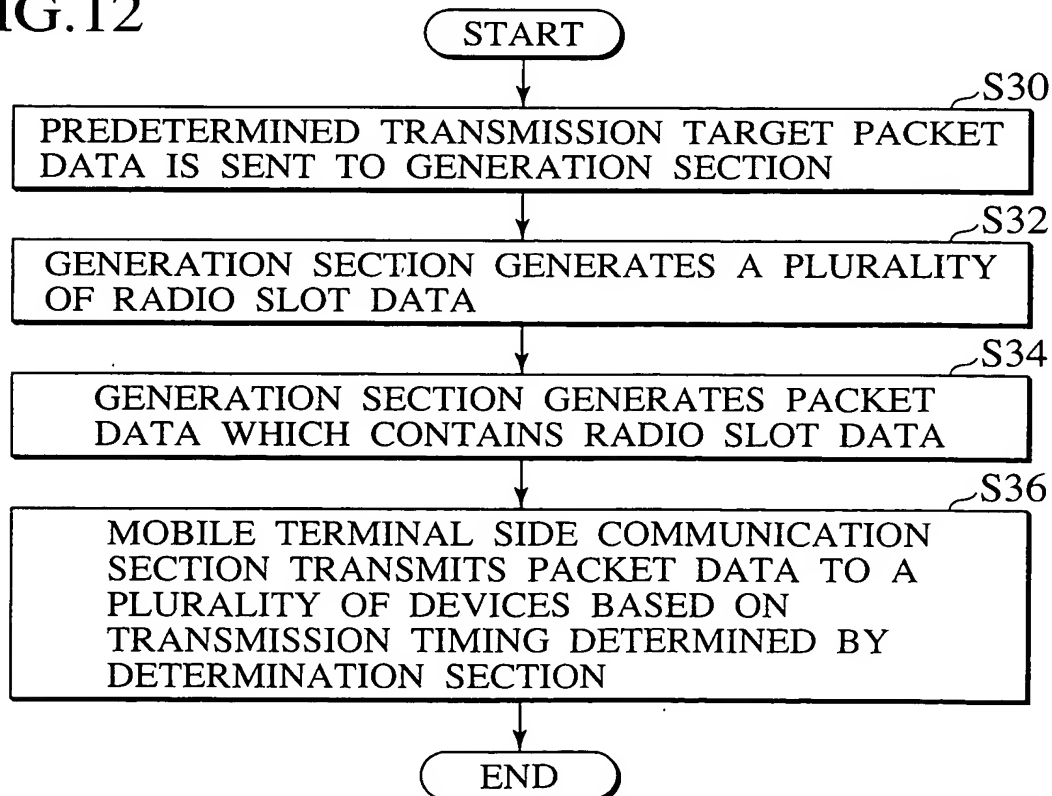 FIG.12
START
S30
PREDETERMINED TRANSMISSION TARGET PACKET
DATA IS SENT TO GENERATION SECTION
S32
GENERATION SECTION GENERATES A PLURALITY
OF RADIO SLOT DATA
S34
GENERATION SECTION GENERATES PACKET
DATA WHICH CONTAINS RADIO SLOT DATA
S36
MOBILE TERMINAL SIDE COMMUNICATION
SECTION TRANSMITS PACKET DATA TO A
PLURALITY OF DEVICES BASED ON
TRANSMISSION TIMING DETERMINED BY
DETERMINATION SECTION
END